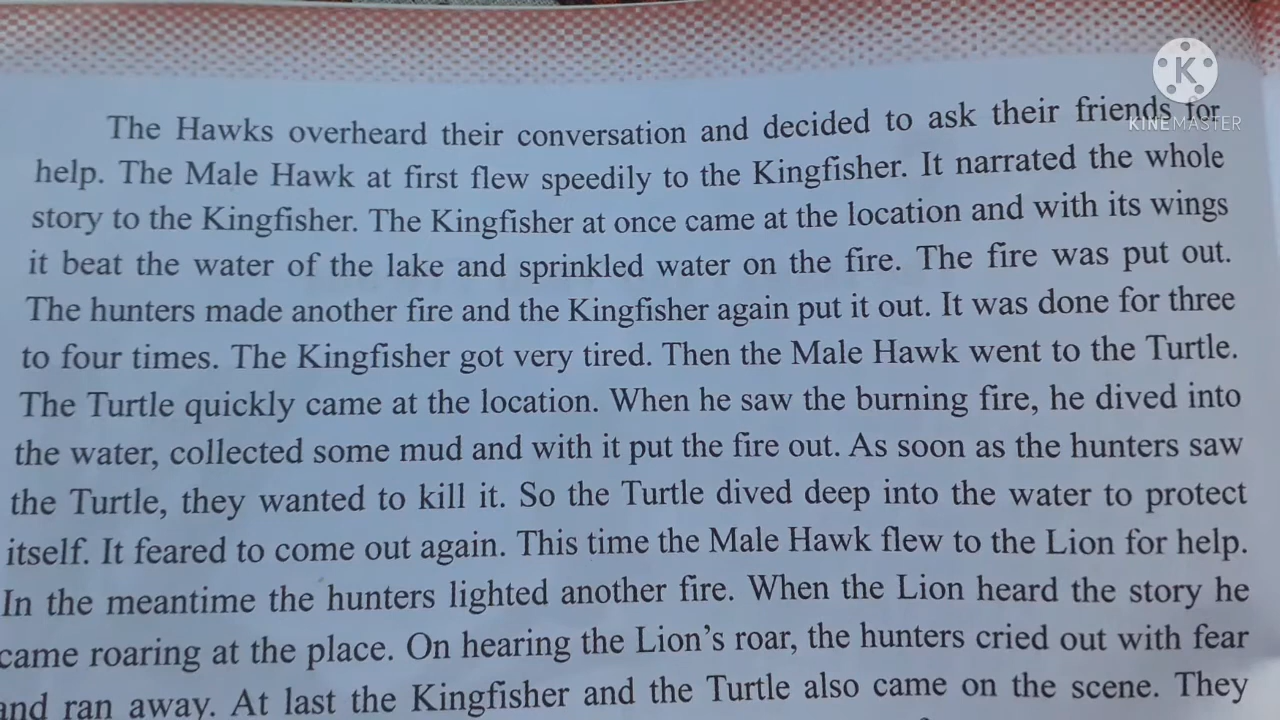 K
KINEMASTER
The Hawks overheard their conversation and decided to ask their friends for
help. The Male Hawk at first flew speedily to the Kingfisher. It narrated the whole
story to the Kingfisher. The Kingfisher at once came at the location and with its wings
it beat the water of the lake and sprinkled water on the fire. The fire was put out.
The hunters made another fire and the Kingfisher again put it out. It was done for three
to four times. The Kingfisher got very tired. Then the Male Hawk went to the Turtle.
The Turtle quickly came at the location. When he saw the burning fire, he dived into
the water, collected some mud and with it put the fire out. As soon as the hunters saw
the Turtle, they wanted to kill it. So the Turtle dived deep into the water to protect
itself. It feared to come out again. This time the Male Hawk flew to the Lion for help.
In the meantime the hunters lighted another fire. When the Lion heard the story he
came roaring at the place. On hearing the Lion's roar, the hunters cried out with fear
and ran away. At last the Kingfisher and the Turtle also came on the scene. They